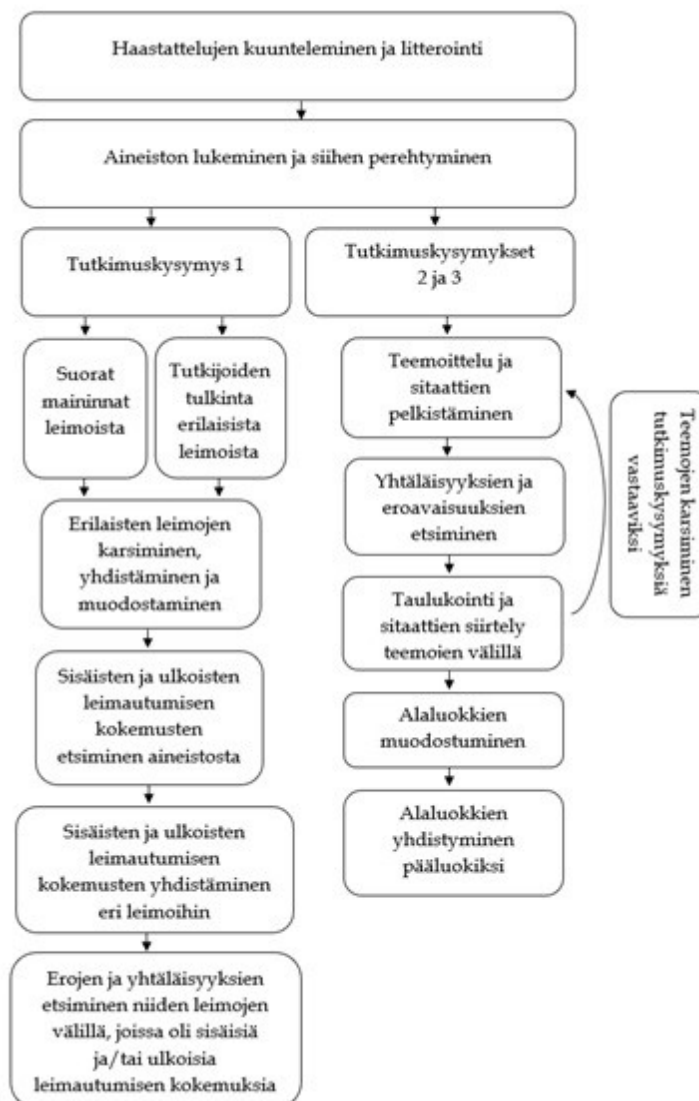 Haastattelujen kuunteleminen ja litterointi
Aineiston lukeminen ja siihen perehtyminen
Tutkimuskysymys 1
Suorat
maininnat
leimoista
Tutkijoiden
tulkinta
erilaisista
leimoista
Erilaisten leimojen
karsiminen,
yhdistäminen ja
muodostaminen
Sisäisten ja ulkoisten
leimautumisen
kokemusten
etsiminen aineistosta
Sisäisten ja ulkoisten
leimautumisen
kokemusten yhdistäminen
eri leimoihin
Erojen ja yhtäläisyyksien
etsiminen niiden leimojen
välillä, joissa oli sisäisiä
ja/tai ulkoisia
leimautumisen kokemuksia
Tutkimuskysymykset
2 ja 3
Teemoittelu ja
sitaattien
pelkistäminen
Yhtäläisyyksien ja
eroavaisuuksien
etsiminen
Taulukointi ja
sitaattien siirtely
teemoien välillä
Alaluokkien
muodostuminen
Alaluokkien
yhdistyminen
pääluokiksi
Teemojen karsiminen
tutkimuskysymyksiä
vastaaviksi